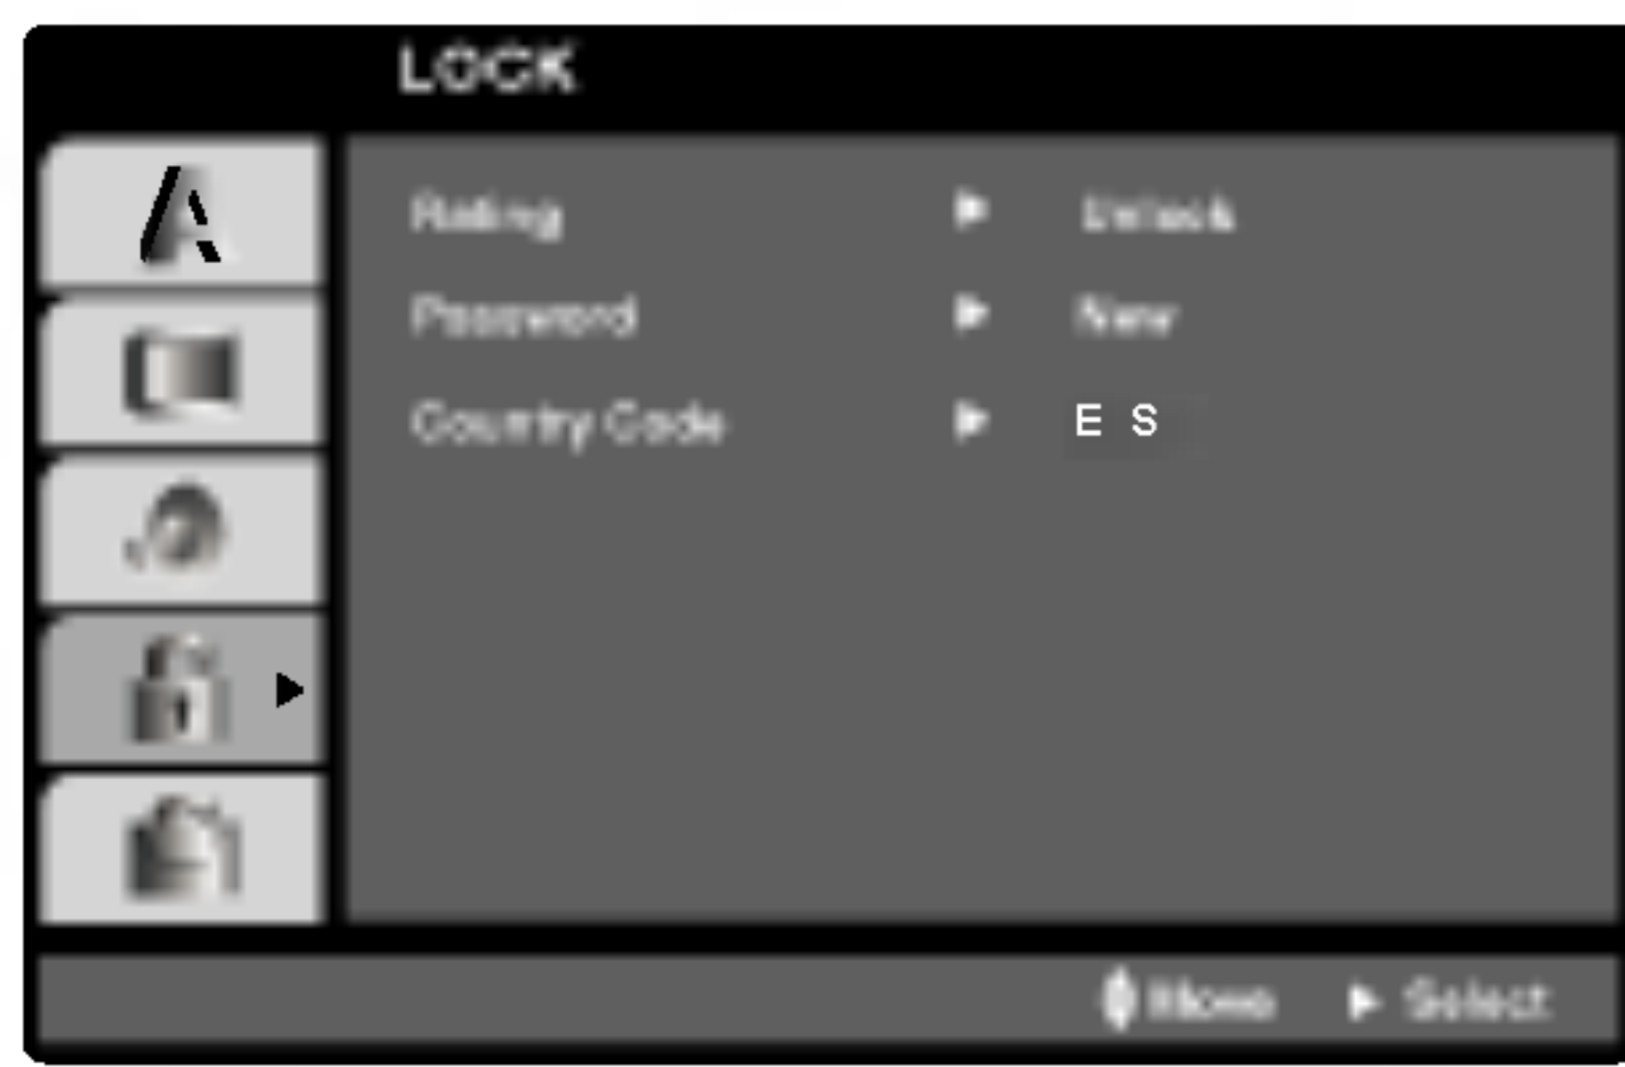 LOCK
Rating ▶ Unlock
Password ▶ New
Country Code ▶ E S
Move ▶ Select